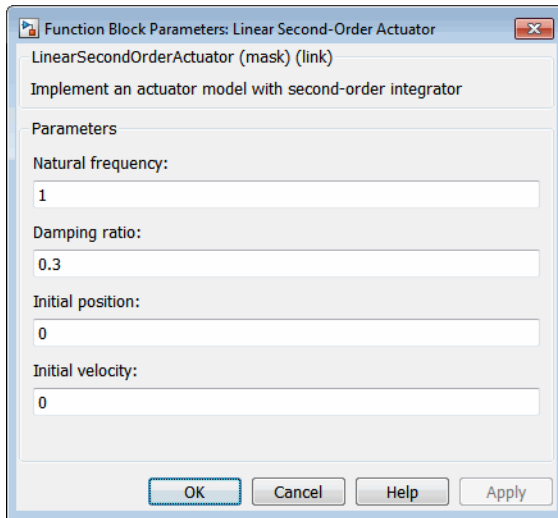 Function Block Parameters: Linear Second-Order Actuator
LinearSecondOrderActuator (mask) (link)
Implement an actuator model with second-order integrator
Parameters
Natural frequency:
1
Damping ratio:
0.3
Initial position:
0
Initial velocity:
0
OK Cancel Help Apply